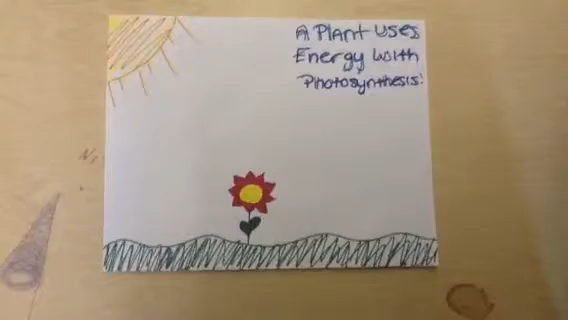 A Plant Uses
Energy With
Photosynthesis!